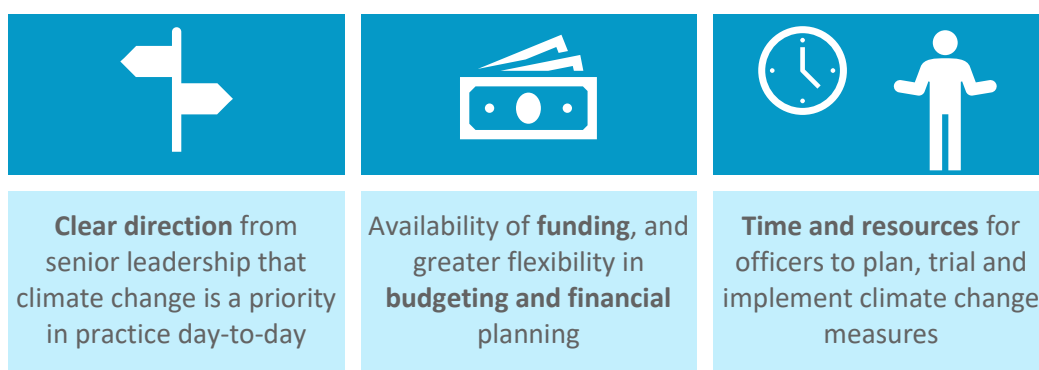 Clear direction from
senior leadership that
climate change is a priority
in practice day-to-day
Availability of funding, and
greater flexibility in
budgeting and financial
planning
Time and resources for
officers to plan, trial and
implement climate change
measures